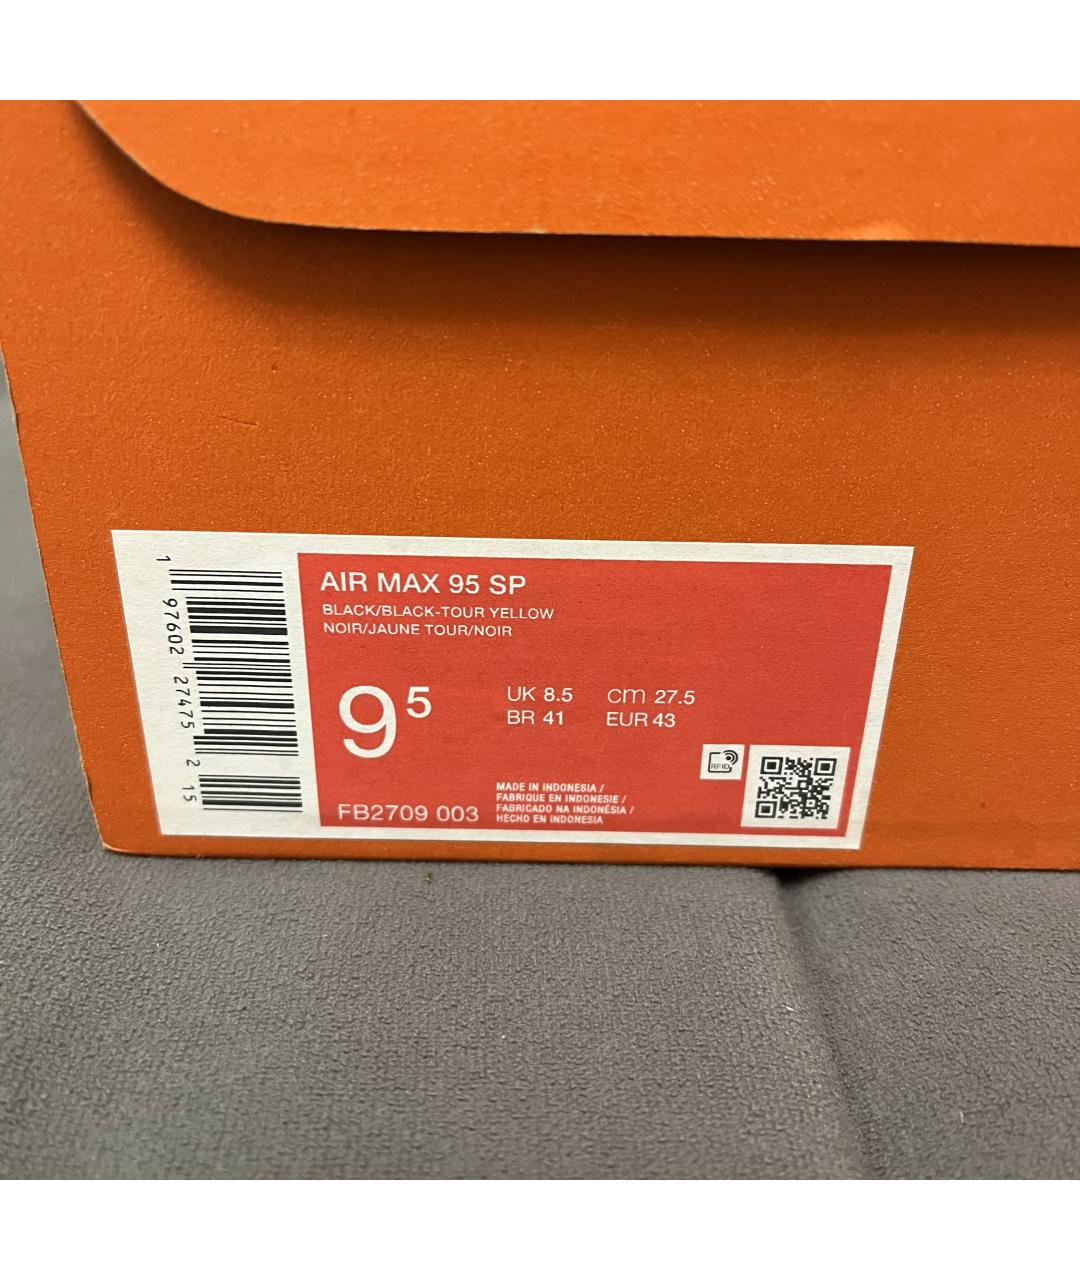 AIR MAX 95 SP
BLACK/BLACK-TOUR YELLOW
NOIR/JAUNE TOUR/NOIR
9⁵
UK 8.5 cm 27.5
BR 41 EUR 43
RFID
FB2709 003
MADE IN INDONESIA /
FABRIQUE EN INDONESIE /
FABRICADO NA INDONÉSIA /
HECHO EN INDONESIA
1 97602 27475 2 15